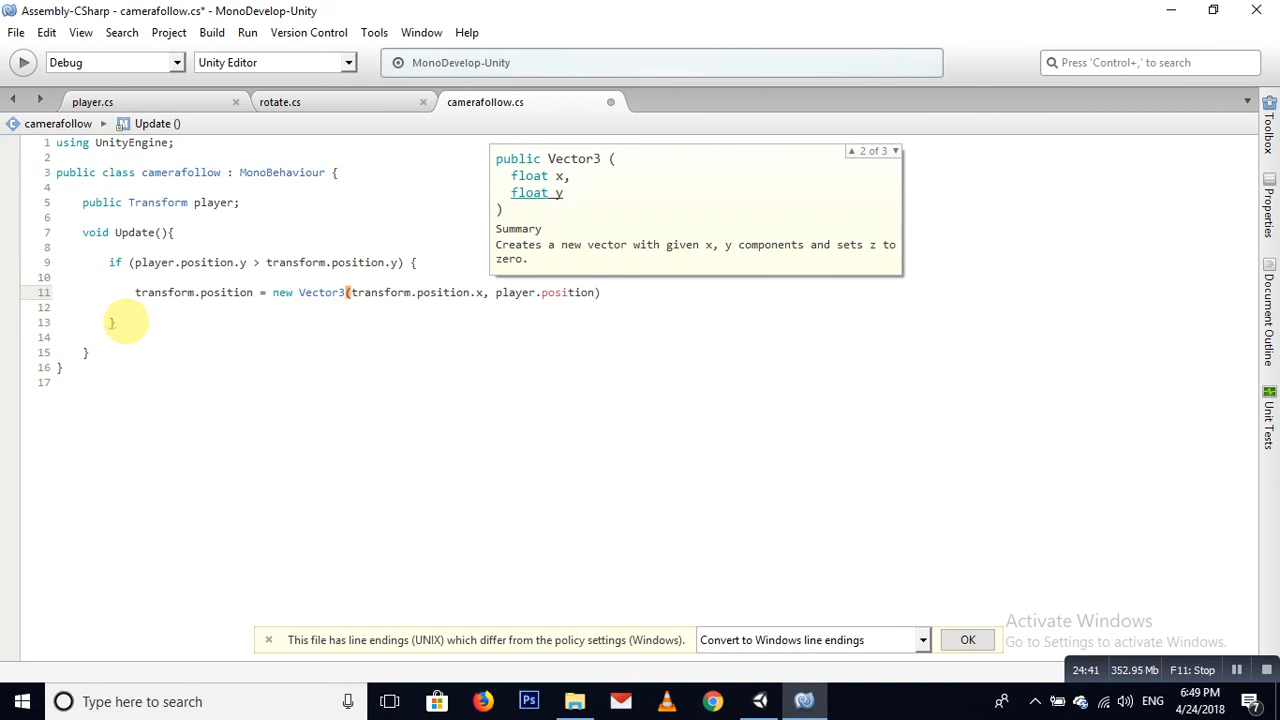 Assembly-CSharp - camerafollow.cs* - MonoDevelop-Unity
File Edit View Search Project Build Run Version Control Tools Window Help
Debug Unity Editor MonoDevelop-Unity Press 'Control+,' to search
player.cs rotate.cs camerafollow.cs
camerafollow Update ()
1 using UnityEngine;
2
3 public class camerafollow : MonoBehaviour {
4
5 public Transform player;
6
7 void Update(){
8
9 if (player.position.y > transform.position.y) {
10
11 transform.position = new Vector3(transform.position.x, player.position)
12
13 }
14
15 }
16 }
17
2 of 3
public Vector3 (
float x,
float y
)
Summary
Creates a new vector with given x, y components and sets z to
zero.
Toolbox
Properties
Document Outline
Unit Tests
This file has line endings (UNIX) which differ from the policy settings (Windows). Convert to Windows line endings OK
Activate Windows
Go to Settings to activate Windows.
24:41 352.95 Mb F11: Stop
Type here to search
Ps
ENG
6:49 PM
4/24/2018
7